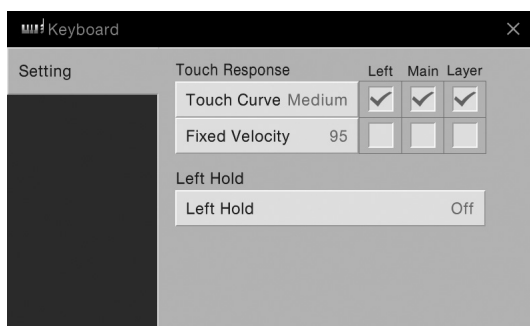 Keyboard
Setting
Touch Response Left Main Layer
Touch Curve Medium
Fixed Velocity 95
Left Hold
Left Hold Off